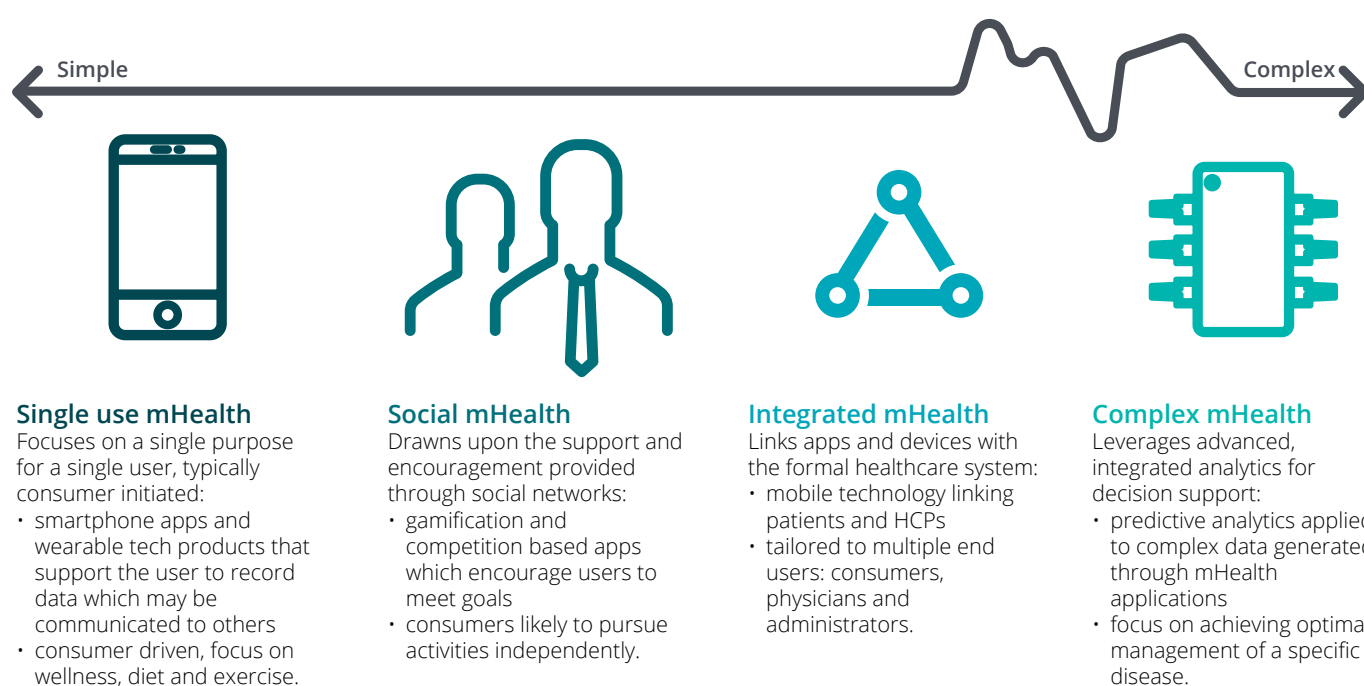 Simple
Complex
Single use mHealth
Focuses on a single purpose
for a single user, typically
consumer initiated:
• smartphone apps and
wearable tech products that
support the user to record
data which may be
communicated to others
• consumer driven, focus on
wellness, diet and exercise.
Social mHealth
Drawns upon the support and
encouragement provided
through social networks:
• gamification and
competition based apps
which encourage users to
meet goals
• consumers likely to pursue
activities independently.
Integrated mHealth
Links apps and devices with
the formal healthcare system:
• mobile technology linking
patients and HCPs
• tailored to multiple end
users: consumers,
physicians and
administrators.
Complex mHealth
Leverages advanced,
integrated analytics for
decision support:
• predictive analytics applied
to complex data generated
through mHealth
applications
• focus on achieving optima
management of a specific
disease.